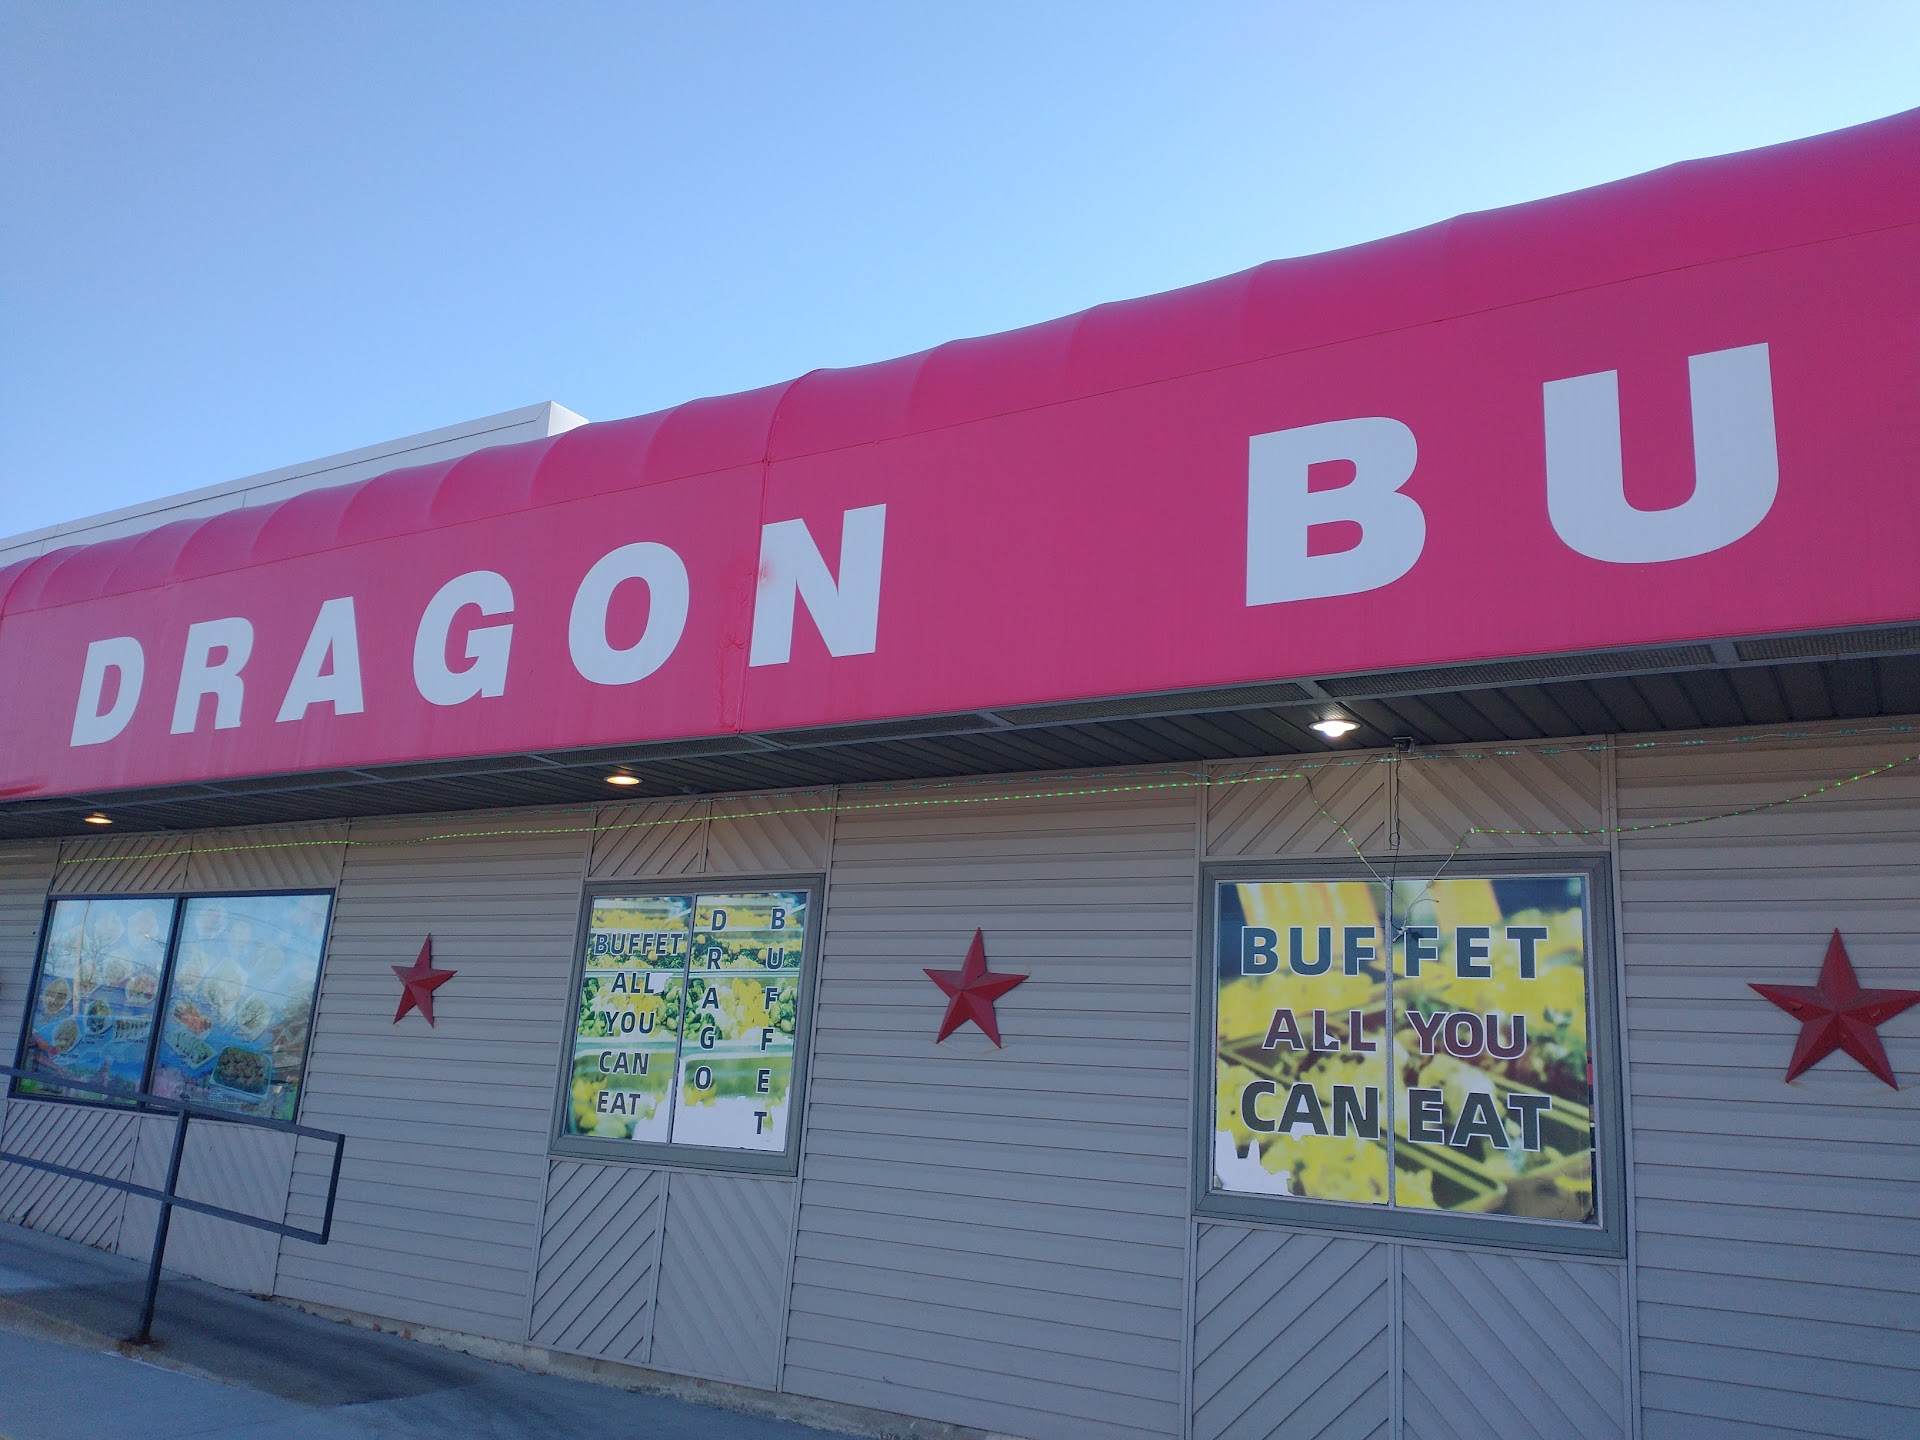 DRAGON BU
BUFFET
ALL
YOU
CAN
EAT
DRAGO
BUFFET
BUFFET
ALL YOU
CAN EAT